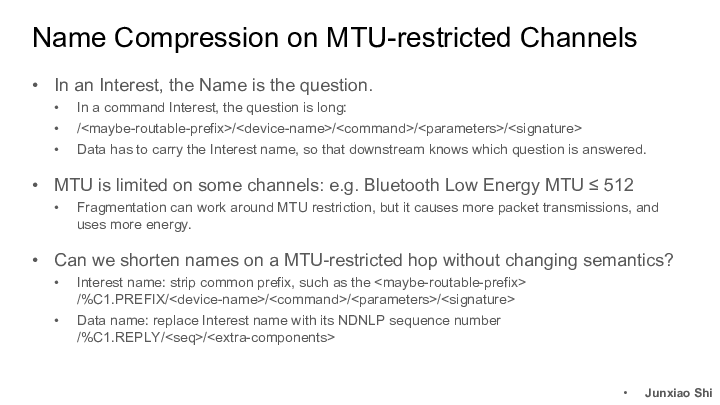 Name Compression on MTU-restricted Channels
• In an Interest, the Name is the question.
• In a command Interest, the question is long:
• /<maybe-routable-prefix>/<device-name>/<command>/<parameters>/<signature>
• Data has to carry the Interest name, so that downstream knows which question is answered.
• MTU is limited on some channels: e.g. Bluetooth Low Energy MTU ≤ 512
• Fragmentation can work around MTU restriction, but it causes more packet transmissions, and
uses more energy.
• Can we shorten names on a MTU-restricted hop without changing semantics?
• Interest name: strip common prefix, such as the <maybe-routable-prefix>
/%C1.PREFIX/<device-name>/<command>/<parameters>/<signature>
• Data name: replace Interest name with its NDNLP sequence number
/%C1.REPLY/<seq>/<extra-components>
• Junxiao Shi